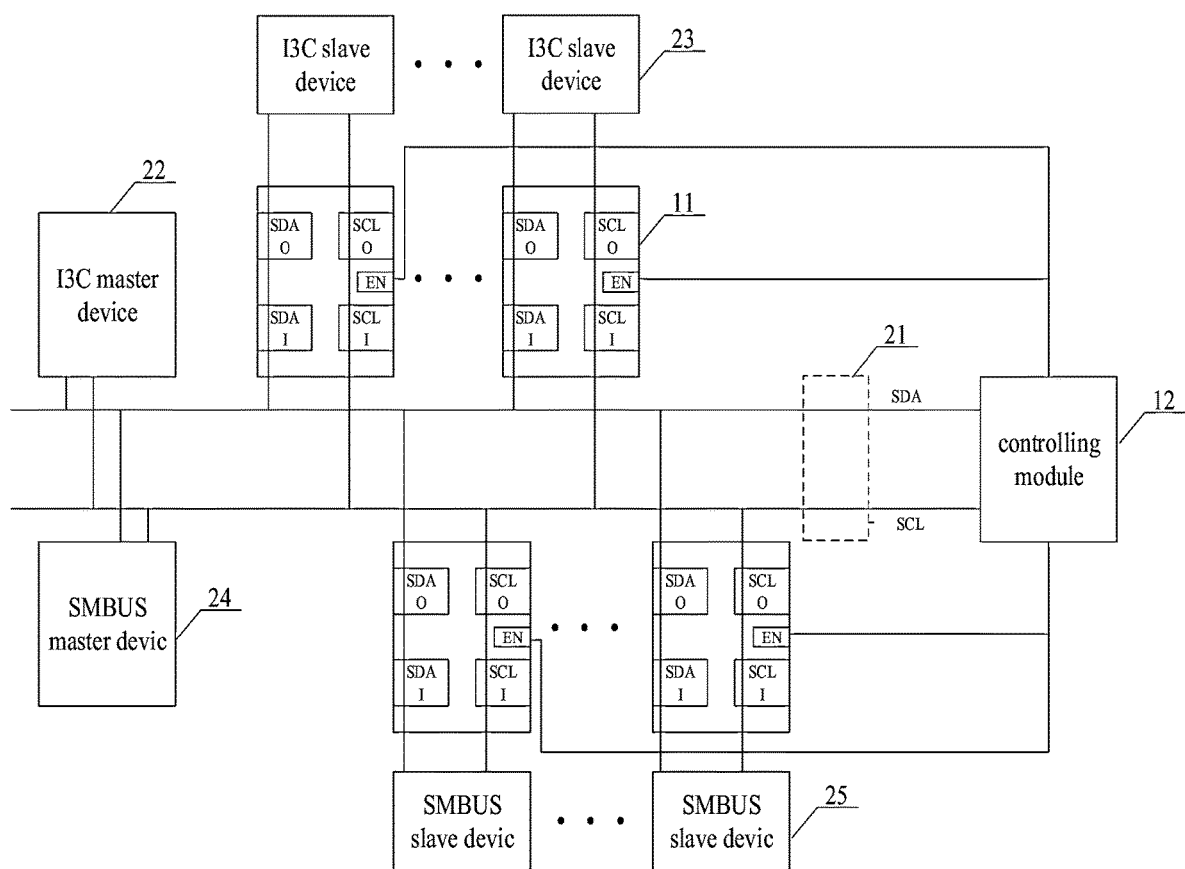 I3C slave
device
I3C slave
device
23
22
I3C master
device
SDA
O
SCL
O
EN
SDA
I
SCL
I
SDA
O
SCL
O
EN
SDA
I
SCL
I
11
21
SDA
SCL
controlling
module
12
SMBUS
master devic
24
SDA
O
SCL
O
EN
SDA
I
SCL
I
SDA
O
SCL
O
EN
SDA
I
SCL
I
SMBUS
slave devic
SMBUS
slave devic
25